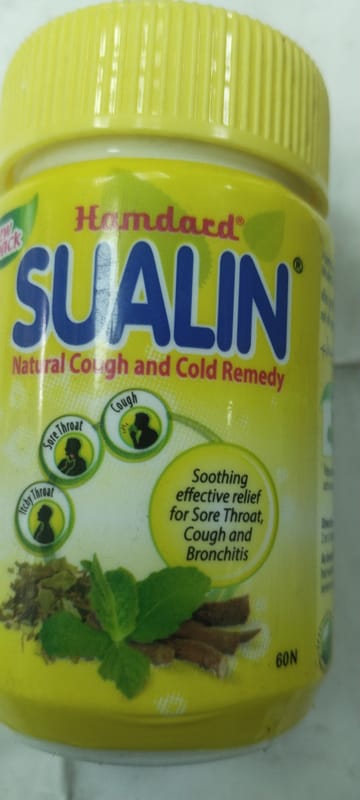 Hamdard®
SUALIN®
Natural Cough and Cold Remedy
Cough
Sore Throat
Itchy Throat
Soothing
effective relief
for Sore Throat,
Cough and
Bronchitis
60N